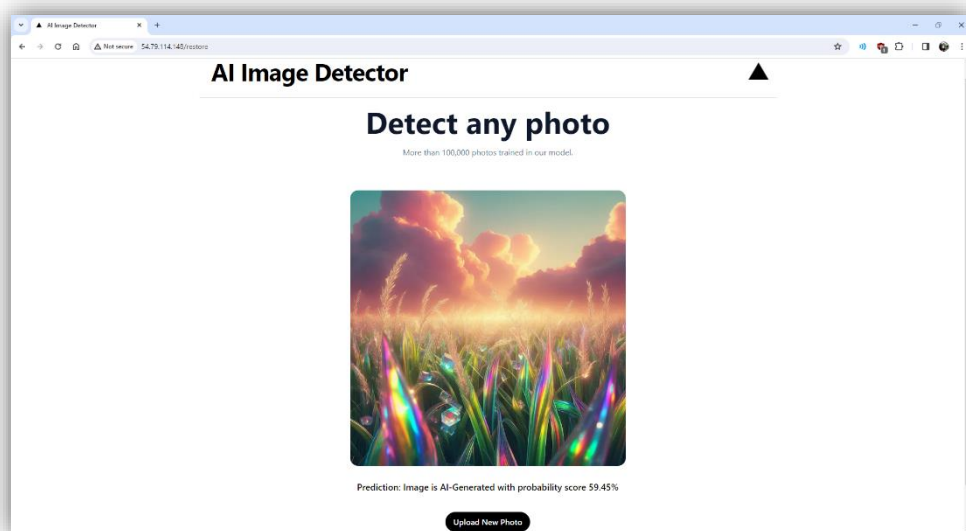 AI Image Detector
Not secure 54.79.114.148/restore
AI Image Detector
Detect any photo
More than 100,000 photos trained in our model.
Prediction: Image is AI-Generated with probability score 59.45%
Upload New Photo